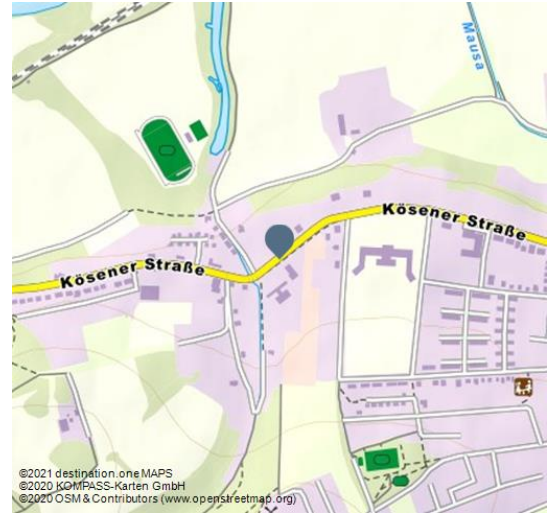 Mausa
Kösener Straße
Kösener Straße
©2021 destination.one MAPS
©2020 KOMPASS-Karten GmbH
©2020 OSM & Contributors (www.openstreetmap.org)